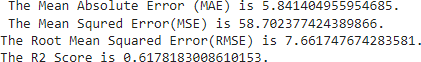 The Mean Absolute Error (MAE) is 5.841404955954685.
The Mean Squred Error(MSE) is 58.702377424389866.
The Root Mean Squared Error(RMSE) is 7.661747674283581.
The R2 Score is 0.6178183008610153.